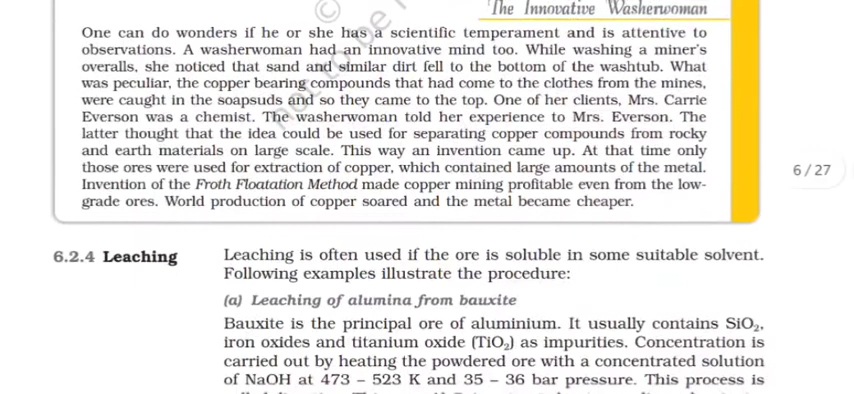 The Innovative Washerwoman
One can do wonders if he or she has a scientific temperament and is attentive to
observations. A washerwoman had an innovative mind too. While washing a miner's
overalls, she noticed that sand and similar dirt fell to the bottom of the washtub. What
was peculiar, the copper bearing compounds that had come to the clothes from the mines,
were caught in the soapsuds and so they came to the top. One of her clients, Mrs. Carrie
Everson was a chemist. The washerwoman told her experience to Mrs. Everson. The
latter thought that the idea could be used for separating copper compounds from rocky
and earth materials on large scale. This way an invention came up. At that time only
those ores were used for extraction of copper, which contained large amounts of the metal.
Invention of the Froth Floatation Method made copper mining profitable even from the low-
grade ores. World production of copper soared and the metal became cheaper.
6 / 27
6.2.4 Leaching
Leaching is often used if the ore is soluble in some suitable solvent.
Following examples illustrate the procedure:
(a) Leaching of alumina from bauxite
Bauxite is the principal ore of aluminium. It usually contains SiO₂,
iron oxides and titanium oxide (TiO₂) as impurities. Concentration is
carried out by heating the powdered ore with a concentrated solution
of NaOH at 473 – 523 K and 35 – 36 bar pressure. This process is